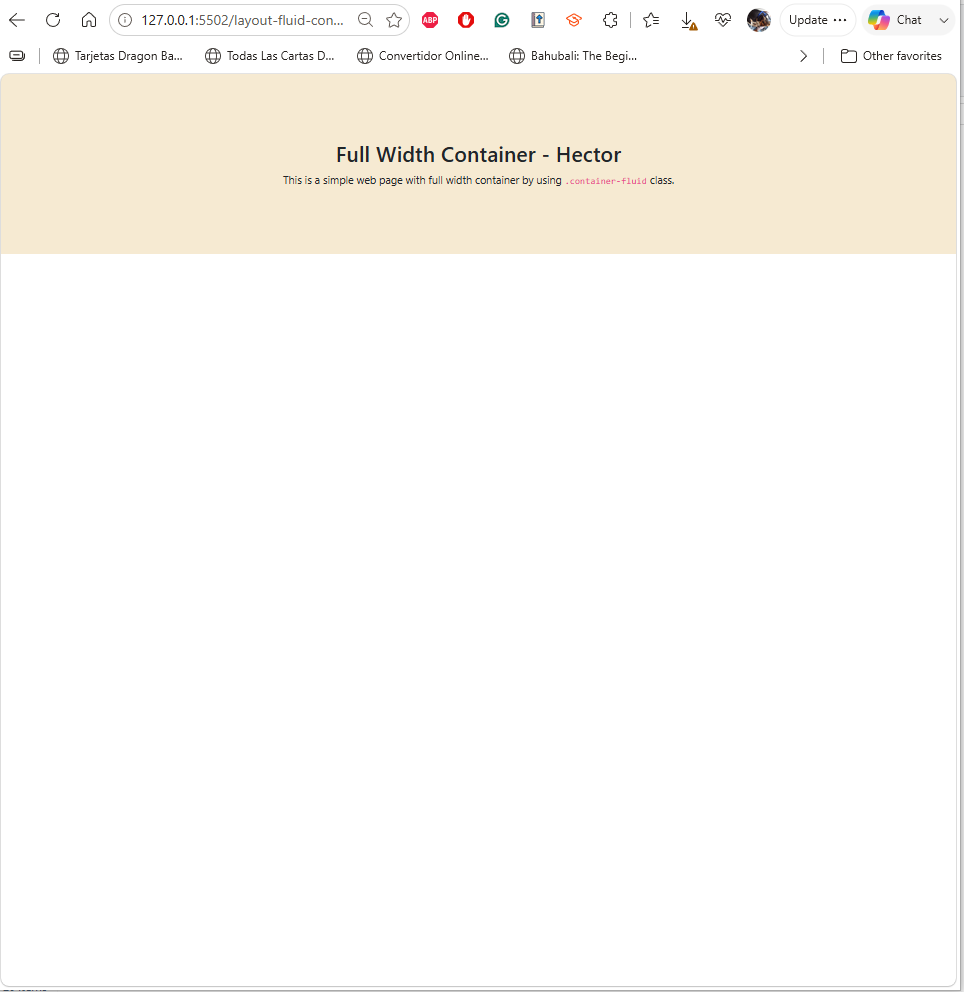 127.0.0.1:5502/layout-fluid-con...
ABP
Update
Chat
Tarjetas Dragon Ba...
Todas Las Cartas D...
Convertidor Online...
Bahubali: The Begi...
Other favorites
Full Width Container - Hector
This is a simple web page with full width container by using .container-fluid class.